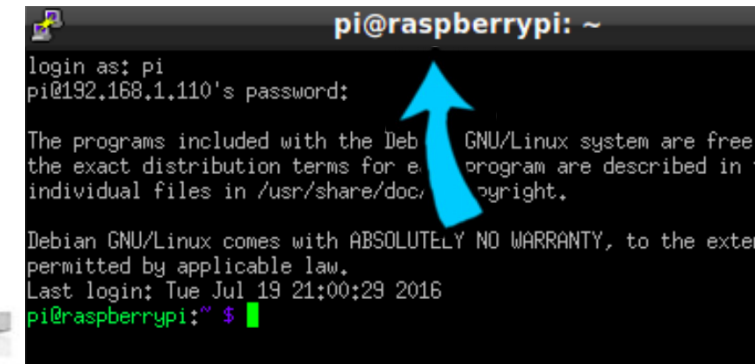 pi@raspberrypi: ~
login as: pi
pi@192.168.1.110's password:
The programs included with the Deb GNU/Linux system are free
the exact distribution terms for e program are described in
individual files in /usr/share/doc/ pyright.
Debian GNU/Linux comes with ABSOLUTELY NO WARRANTY, to the exte
permitted by applicable law.
Last login: Tue Jul 19 21:00:29 2016
pi@raspberrypi:~ $